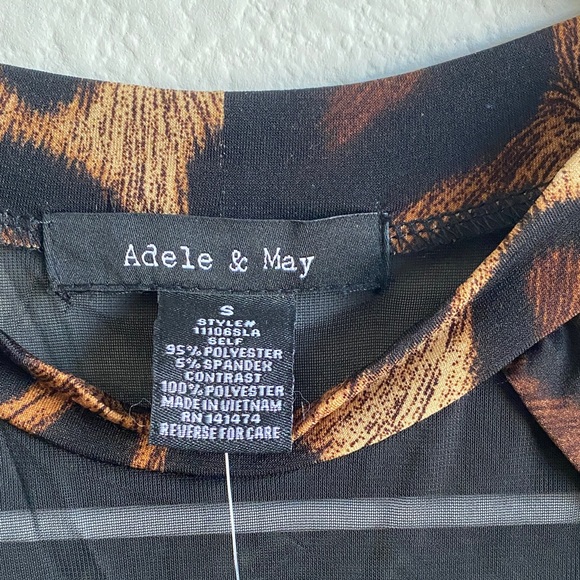 Adele & May
S
STYLE#
11106SLA
SELF
95% POLYESTER
5% SPANDEX
CONTRAST
100% POLYESTER
MADE IN VIETNAM
RN 141474
REVERSE FOR CARE